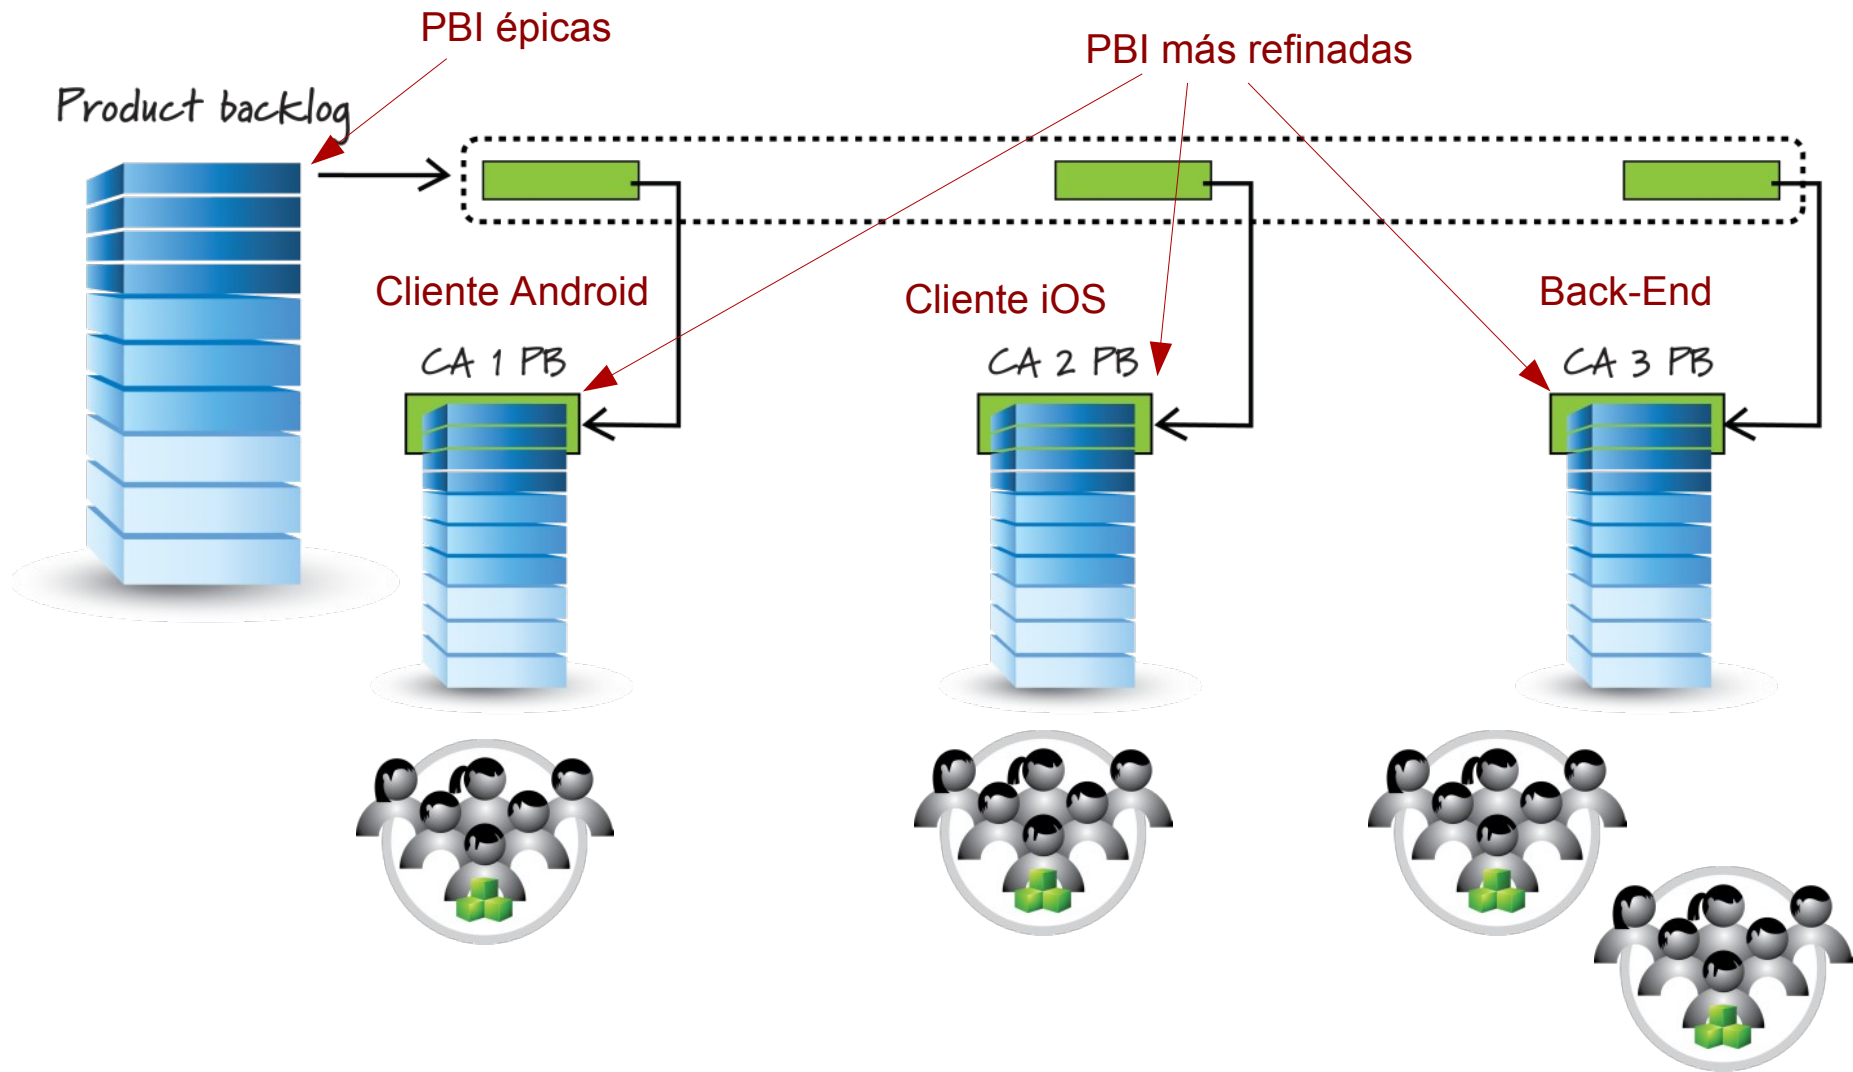 PBI épicas
PBI más refinadas
Product backlog
Cliente Android
Cliente iOS
Back-End
CA 1 PB
CA 2 PB
CA 3 PB